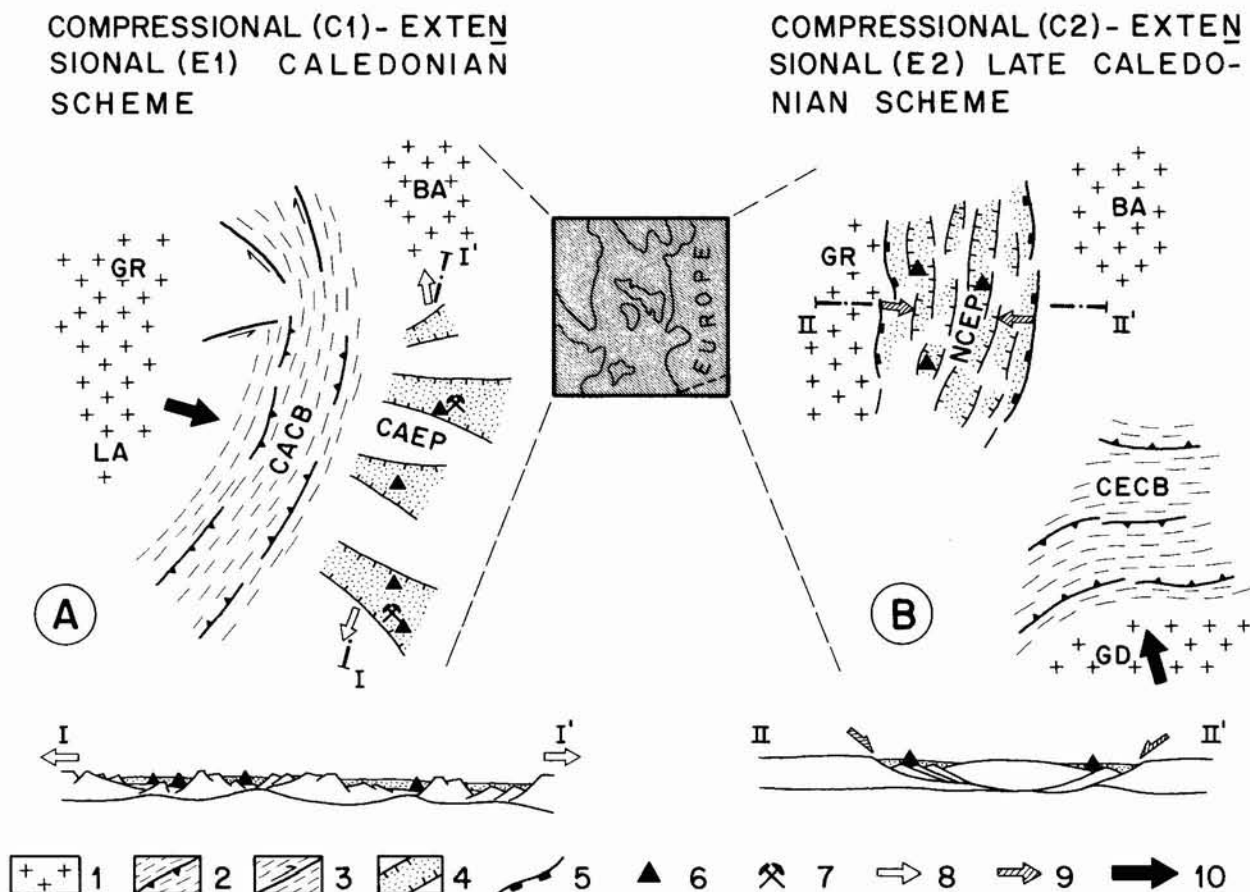 COMPRESSIONAL (C1) - EXTEN
SIONAL (E1) CALEDONIAN
SCHEME
COMPRESSIONAL (C2) - EXTEN
SIONAL (E2) LATE CALEDO-
NIAN SCHEME
BA
I'
GR
LA
CACB
CAEP
A
I
EUROPE
BA
GR
II
II'
NCEP
CECB
B
GD
I
I'
II
II'
1
2
3
4
5
6
7
8
9
10